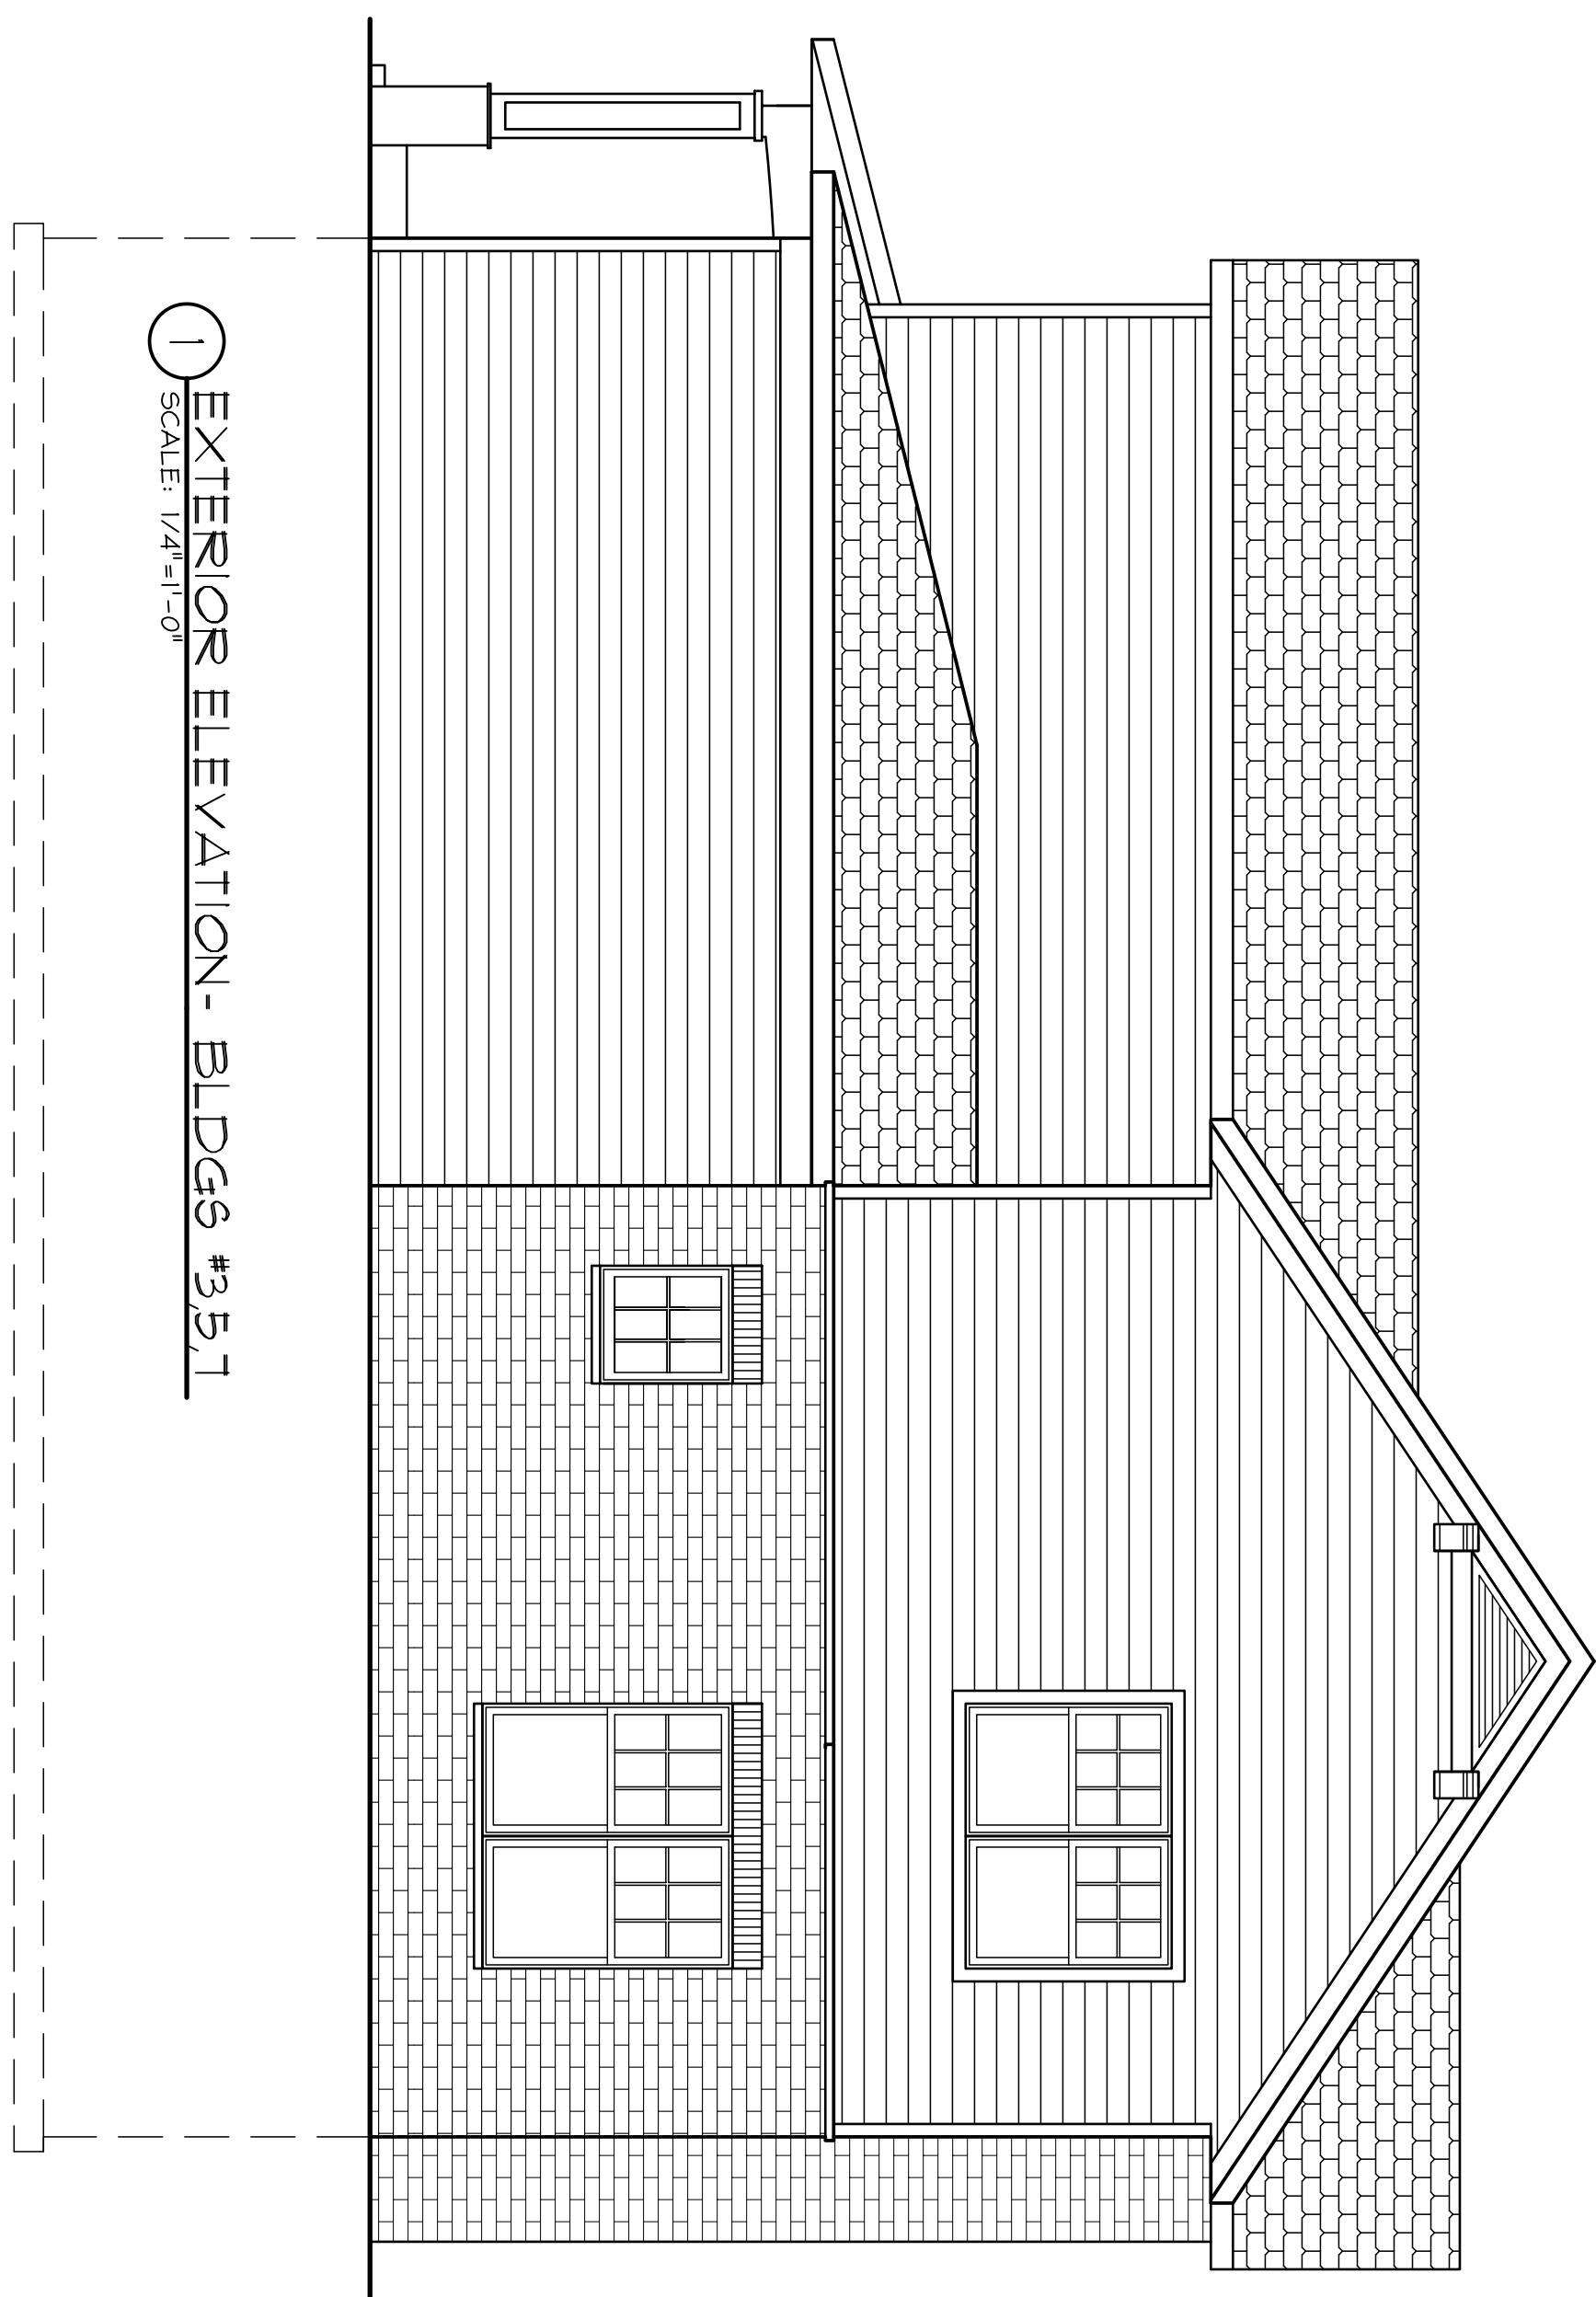 1
EXTERIOR ELEVATION- BLDGS #3,5,7
SCALE: 1/4"=1'-0"